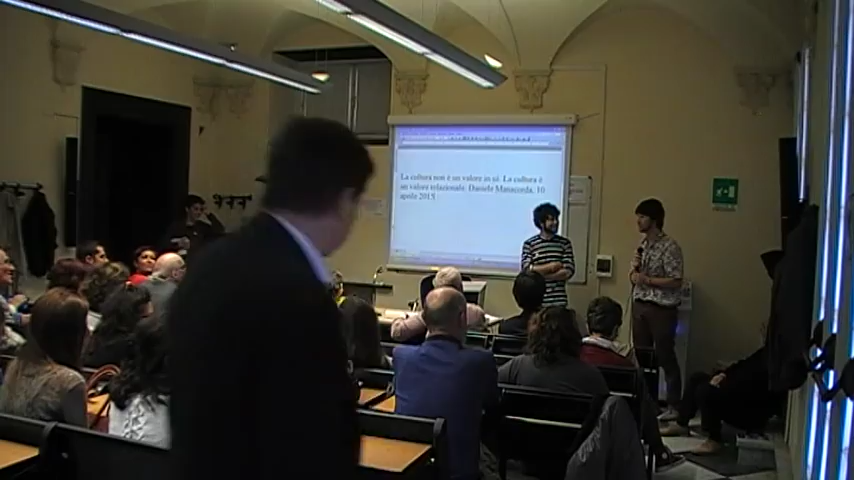 La cultura non è un valore in sé. La cultura è
un valore relazionale. Daniele Manacorda, 10
aprile 2015